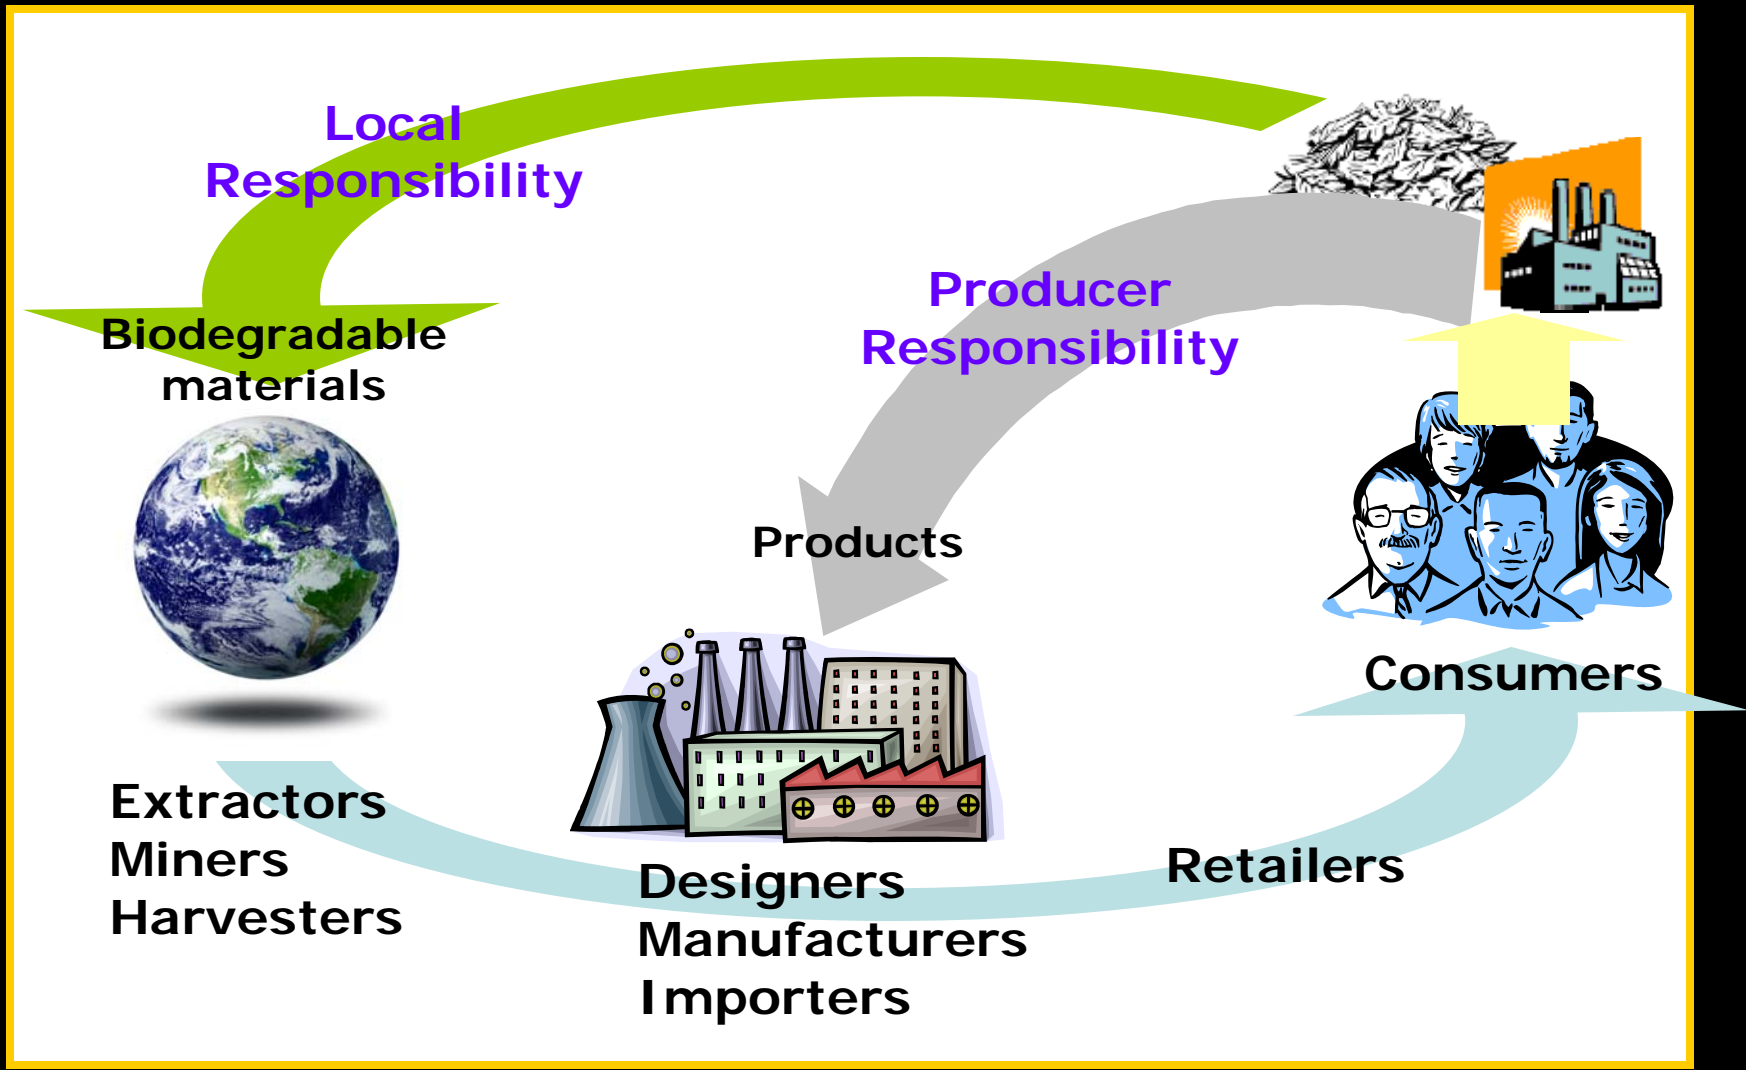 Local
Responsibility
Producer
Responsibility
Biodegradable
materials
Products
Consumers
Extractors
Miners
Harvesters
Designers
Manufacturers
Importers
Retailers